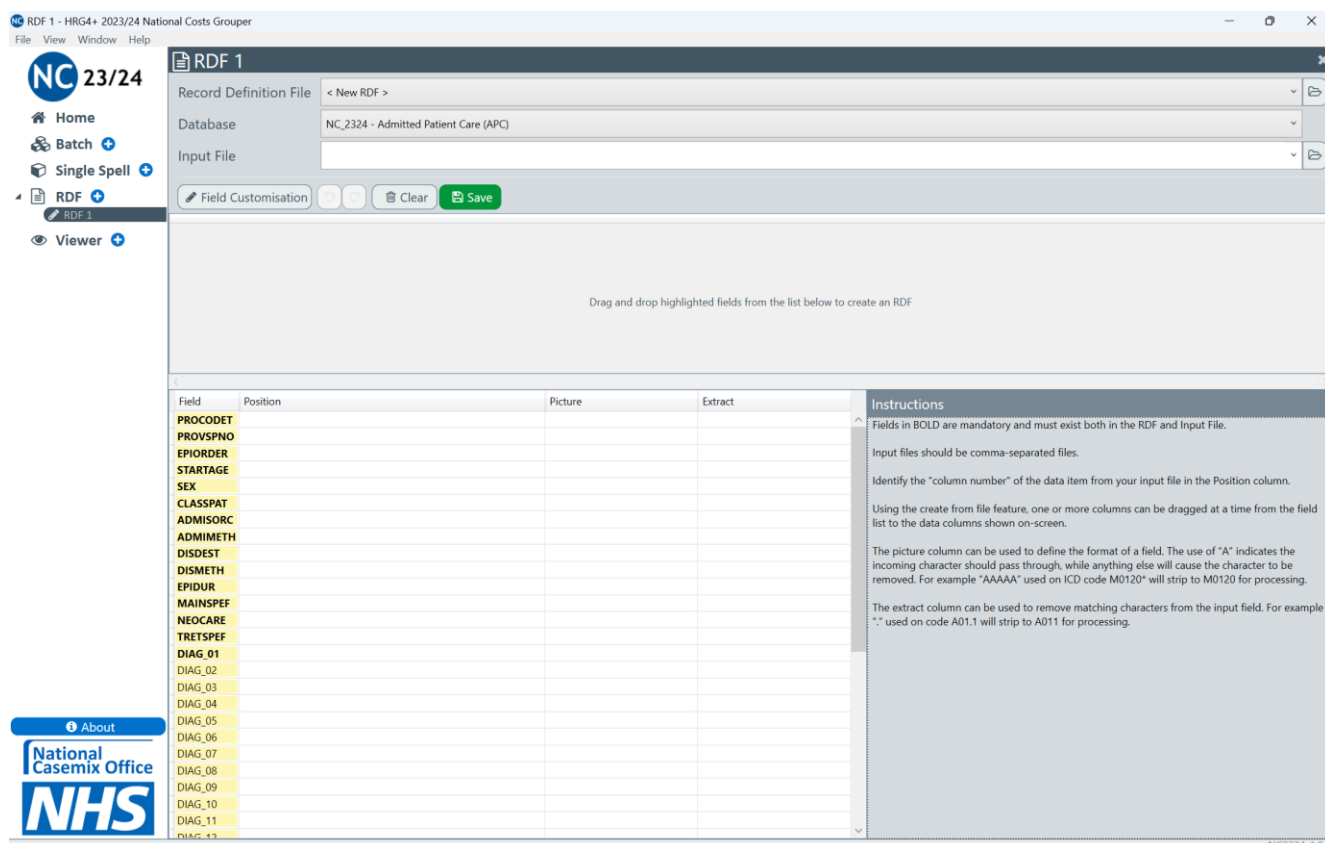 RDF 1 - HRG4+ 2023/24 National Costs Grouper
File View Window Help
NC 23/24
Home
Batch
Single Spell
RDF
RDF 1
Viewer
RDF 1
Record Definition File < New RDF >
Database NC_2324 - Admitted Patient Care (APC)
Input File
Field Customisation Clear Save
Drag and drop highlighted fields from the list below to create an RDF
Field Position Picture Extract
PROCODET
PROVSPNO
EPIORDER
STARTAGE
SEX
CLASSPAT
ADMISORC
ADMIMETH
DISDEST
DISMETH
EPIDUR
MAINSPEF
NEOCARE
TRETSPEF
DIAG_01
DIAG_02
DIAG_03
DIAG_04
DIAG_05
DIAG_06
DIAG_07
DIAG_08
DIAG_09
DIAG_10
DIAG_11
DIAG_12
Instructions
Fields in BOLD are mandatory and must exist both in the RDF and Input File.
Input files should be comma-separated files.
Identify the "column number" of the data item from your input file in the Position column.
Using the create from file feature, one or more columns can be dragged at a time from the field
list to the data columns shown on-screen.
The picture column can be used to define the format of a field. The use of "A" indicates the
incoming character should pass through, while anything else will cause the character to be
removed. For example "AAAAA" used on ICD code M0120* will strip to M0120 for processing.
The extract column can be used to remove matching characters from the input field. For example
"." used on code A01.1 will strip to A011 for processing.
About
National
Casemix Office
NHS